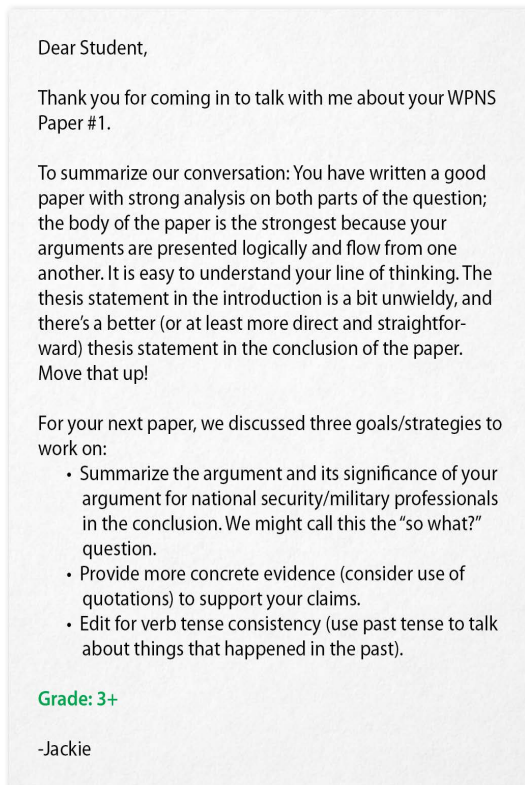 Dear Student,
Thank you for coming in to talk with me about your WPNS
Paper #1.
To summarize our conversation: You have written a good
paper with strong analysis on both parts of the question;
the body of the paper is the strongest because your
arguments are presented logically and flow from one
another. It is easy to understand your line of thinking. The
thesis statement in the introduction is a bit unwieldy, and
there's a better (or at least more direct and straightfor-
ward) thesis statement in the conclusion of the paper.
Move that up!
For your next paper, we discussed three goals/strategies to
work on:
• Summarize the argument and its significance of your
argument for national security/military professionals
in the conclusion. We might call this the “so what?”
question.
• Provide more concrete evidence (consider use of
quotations) to support your claims.
• Edit for verb tense consistency (use past tense to talk
about things that happened in the past).
Grade: 3+
-Jackie